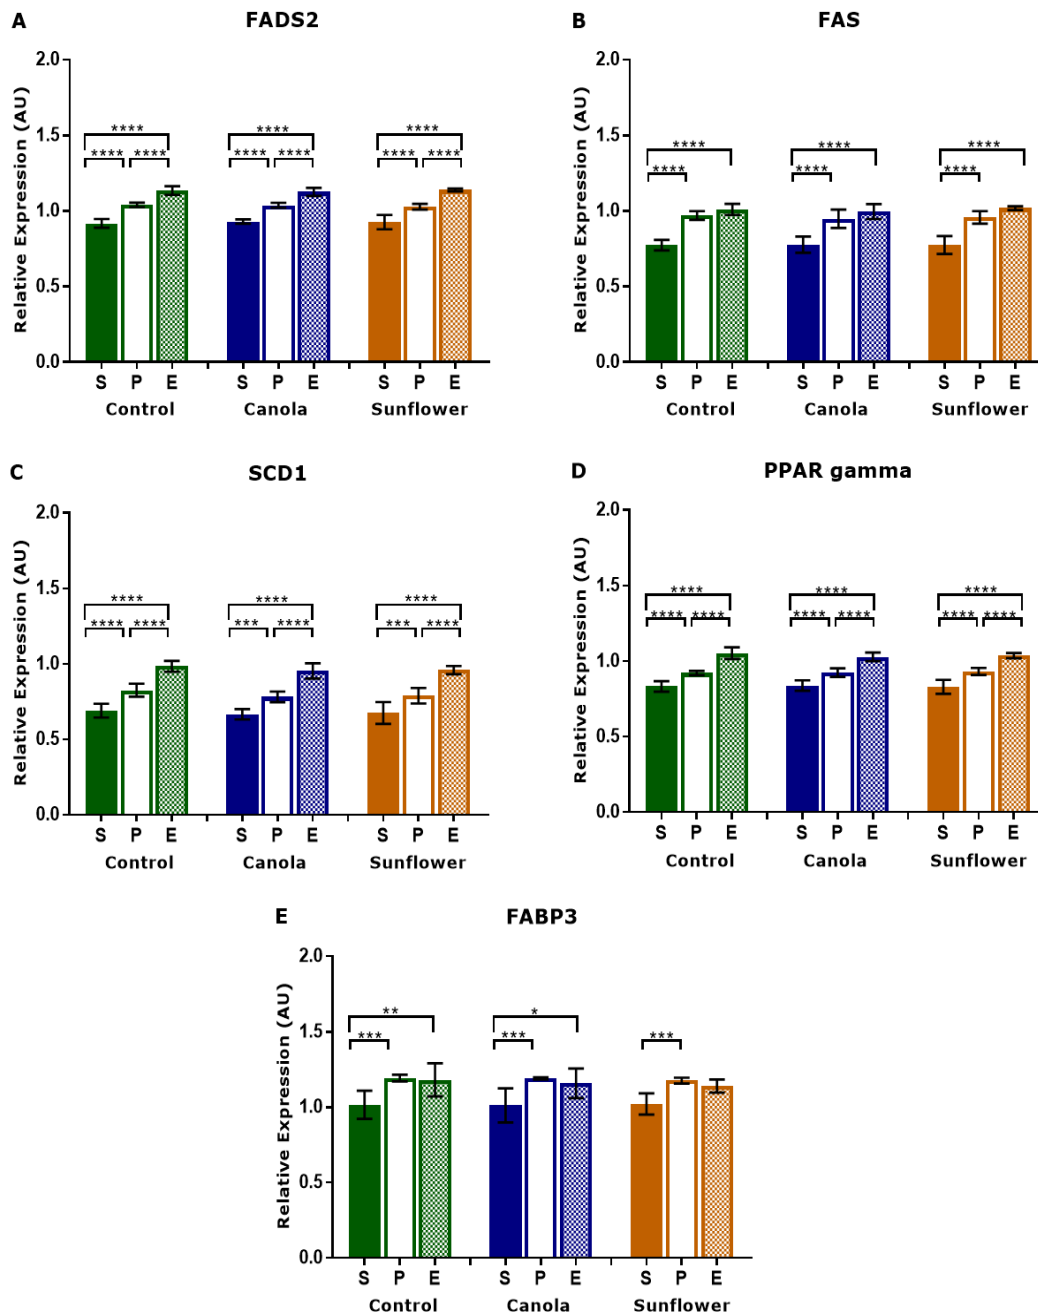 A
FADS2
Relative Expression (AU)
2.0
1.5
1.0
0.5
0.0
****
****
****
****
****
****
****
****
****
S P E S P E S P E
Control Canola Sunflower
B
FAS
Relative Expression (AU)
2.0
1.5
1.0
0.5
0.0
****
****
****
****
****
****
S P E S P E S P E
Control Canola Sunflower
C
SCD1
Relative Expression (AU)
2.0
1.5
1.0
0.5
0.0
****
****
****
****
****
***
****
***
****
S P E S P E S P E
Control Canola Sunflower
D
PPAR gamma
Relative Expression (AU)
2.0
1.5
1.0
0.5
0.0
****
****
****
****
****
****
****
****
****
S P E S P E S P E
Control Canola Sunflower
E
FABP3
Relative Expression (AU)
2.0
1.5
1.0
0.5
0.0
**
*
***
***
***
S P E S P E S P E
Control Canola Sunflower